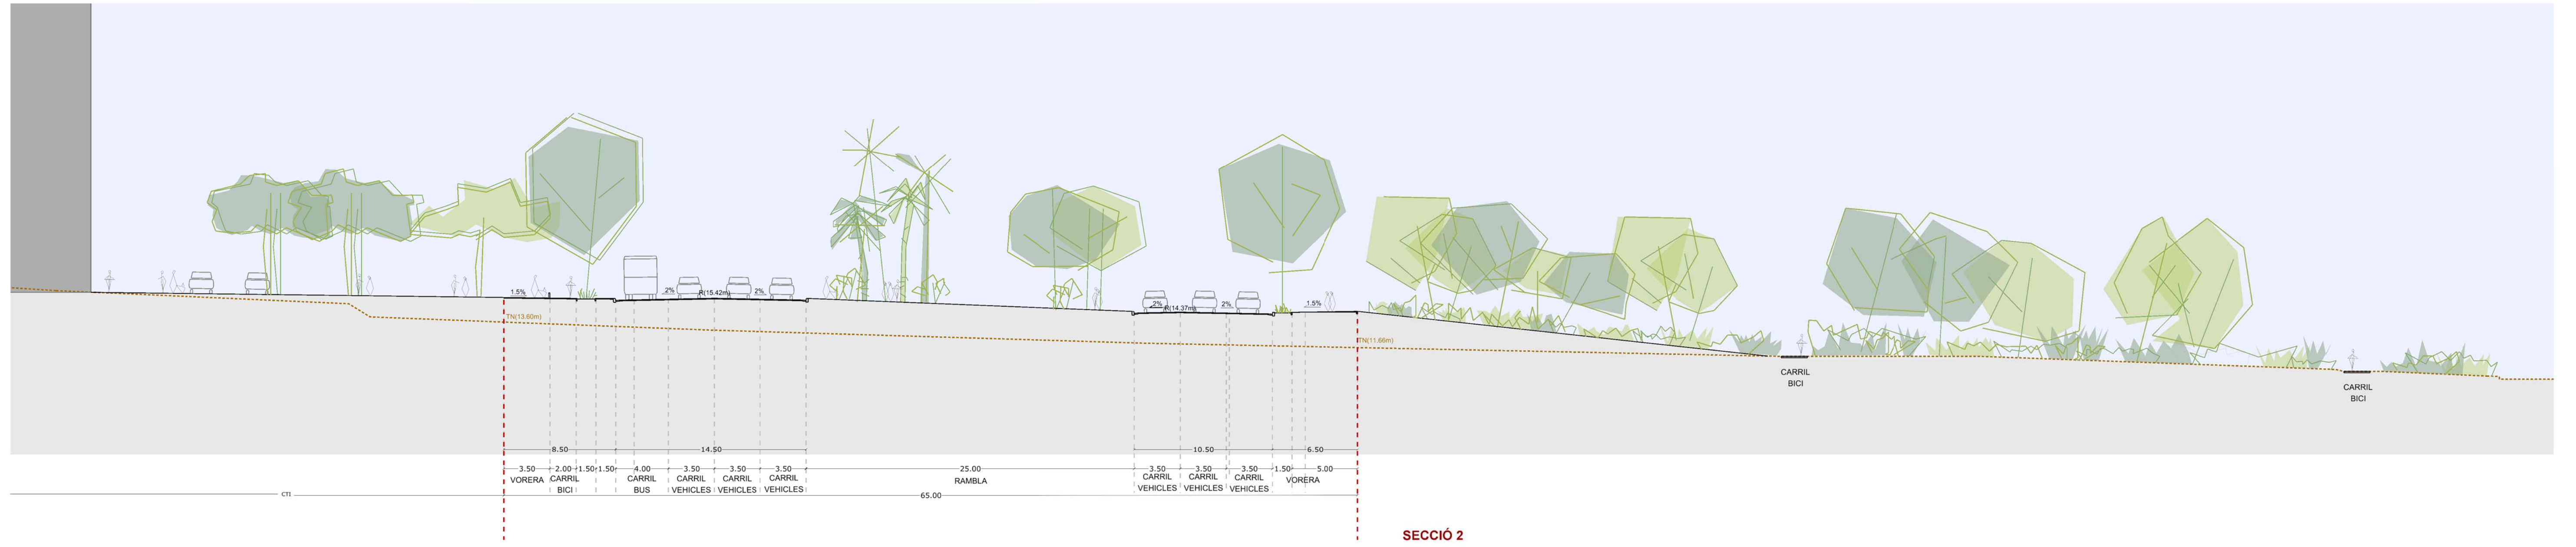 1.5%
2%
R(15.42m)
2%
2%
R(14.37m)
2%
1.5%
TN(13.60m)
TN(11.66m)
CARRIL
BICI
CARRIL
BICI
8.50
14.50
10.50
6.50
3.50
2.00
1.50
1.50
4.00
3.50
3.50
3.50
25.00
3.50
3.50
3.50
1.50
5.00
VORERA
CARRIL
BICI
CARRIL
BUS
CARRIL
VEHICLES
CARRIL
VEHICLES
CARRIL
VEHICLES
RAMBLA
CARRIL
VEHICLES
CARRIL
VEHICLES
CARRIL
VEHICLES
VORERA
CT1
65.00
SECCIÓ 2